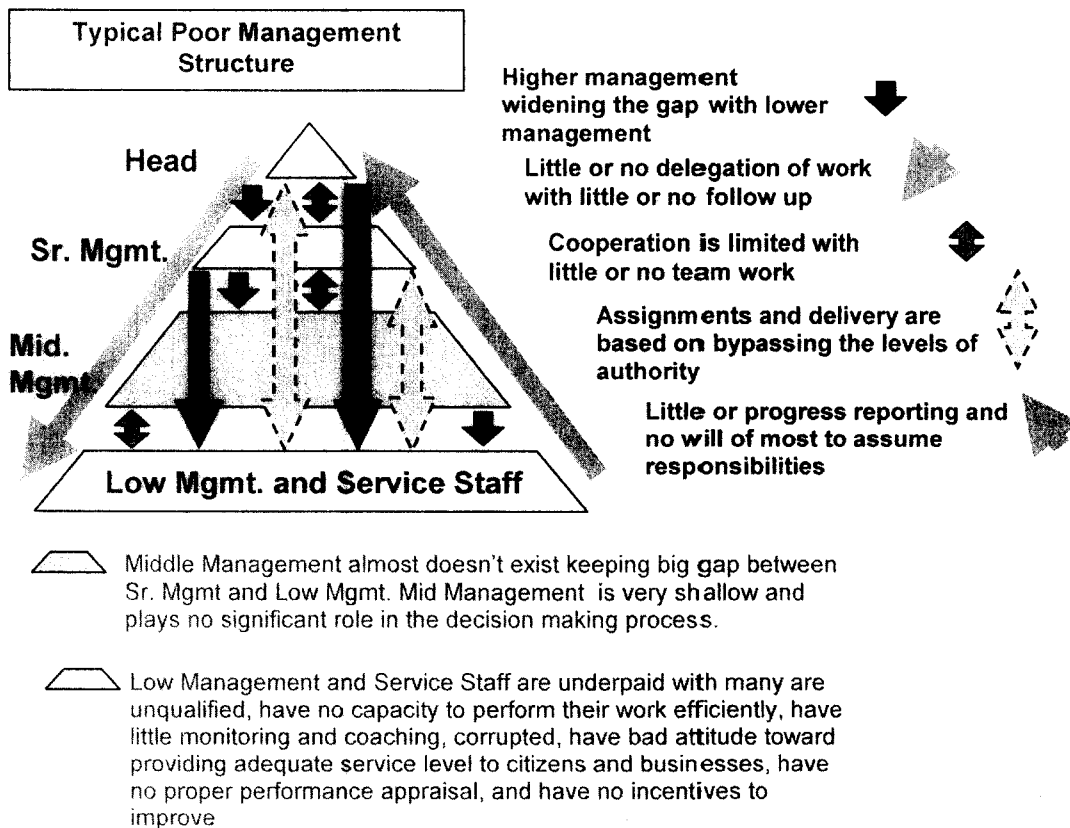 Typical Poor Management
Structure
Head
Sr. Mgmt.
Mid.
Mgmt.
Low Mgmt. and Service Staff
Higher management
widening the gap with lower
management
Little or no delegation of work
with little or no follow up
Cooperation is limited with
little or no team work
Assignments and delivery are
based on bypassing the levels of
authority
Little or progress reporting and
no will of most to assume
responsibilities
Middle Management almost doesn't exist keeping big gap between
Sr. Mgmt and Low Mgmt. Mid Management is very shallow and
plays no significant role in the decision making process.
Low Management and Service Staff are underpaid with many are
unqualified, have no capacity to perform their work efficiently, have
little monitoring and coaching, corrupted, have bad attitude toward
providing adequate service level to citizens and businesses, have
no proper performance appraisal, and have no incentives to
improve